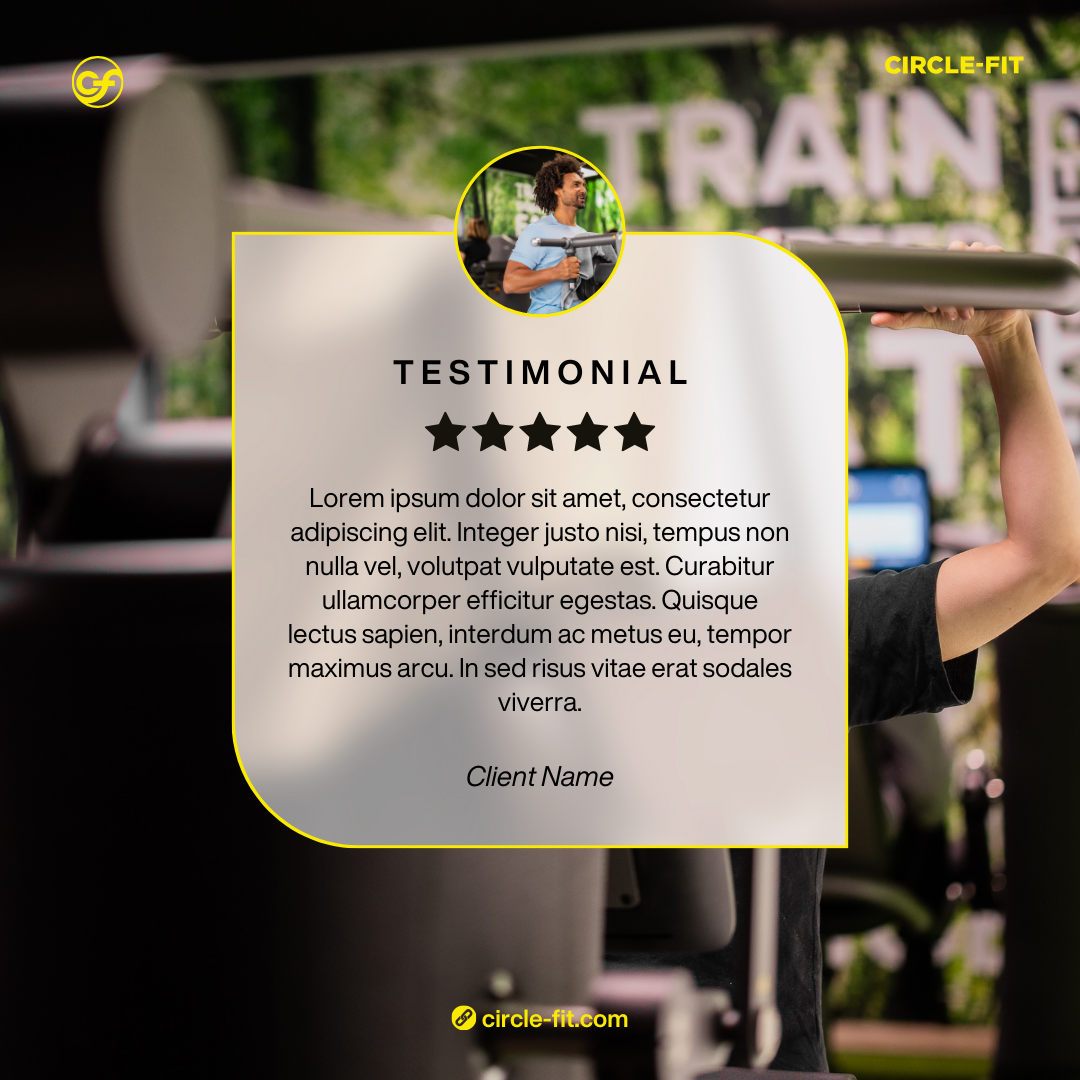 CIRCLE-FIT
TRAIN
TESTIMONIAL
Lorem ipsum dolor sit amet, consectetur
adipiscing elit. Integer justo nisi, tempus non
nulla vel, volutpat vulputate est. Curabitur
ullamcorper efficitur egestas. Quisque
lectus sapien, interdum ac metus eu, tempor
maximus arcu. In sed risus vitae erat sodales
viverra.
Client Name
circle-fit.com